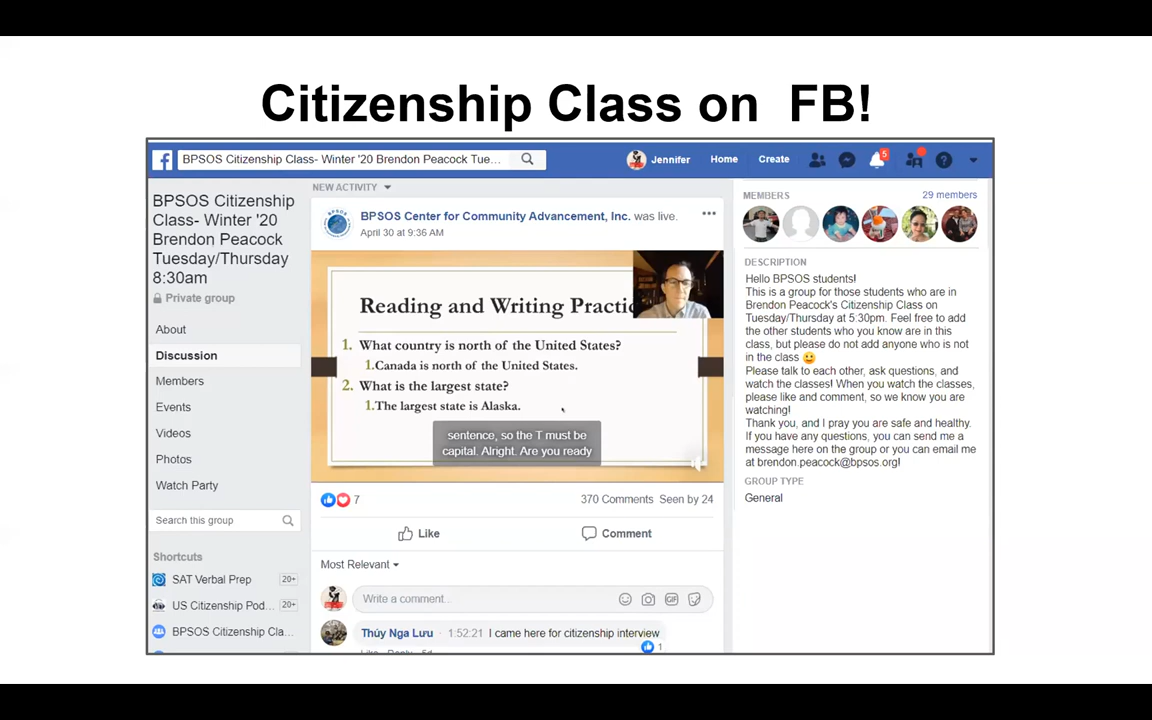 Citizenship Class on FB!
BPSOS Citizenship Class- Winter '20 Brendon Peacock Tue...
Jennifer
Home
Create
5
BPSOS Citizenship
Class- Winter '20
Brendon Peacock
Tuesday/Thursday
8:30am
Private group
About
Discussion
Members
Events
Videos
Photos
Watch Party
Search this group
Shortcuts
SAT Verbal Prep 20+
US Citizenship Pod... 20+
BPSOS Citizenship Cla...
NEW ACTIVITY
BPSOS
BPSOS Center for Community Advancement, Inc. was live.
April 30 at 9:36 AM
Reading and Writing Practic
1. What country is north of the United States?
1.Canada is north of the United States.
2. What is the largest state?
1.The largest state is Alaska.
sentence, so the T must be
capital. Alright. Are you ready
7
370 Comments Seen by 24
Like
Comment
Most Relevant
Write a comment...
GIF
Thúy Nga Lưu · 1:52:21 I came here for citizenship interview
1
Like · Reply · 5d
MEMBERS
29 members
DESCRIPTION
Hello BPSOS students!
This is a group for those students who are in
Brendon Peacock's Citizenship Class on
Tuesday/Thursday at 5:30pm. Feel free to add
the other students who you know are in this
class, but please do not add anyone who is not
in the class 😀
Please talk to each other, ask questions, and
watch the classes! When you watch the classes,
please like and comment, so we know you are
watching!
Thank you, and I pray you are safe and healthy.
If you have any questions, you can send me a
message here on the group or you can email me
at brendon.peacock@bpsos.org!
GROUP TYPE
General